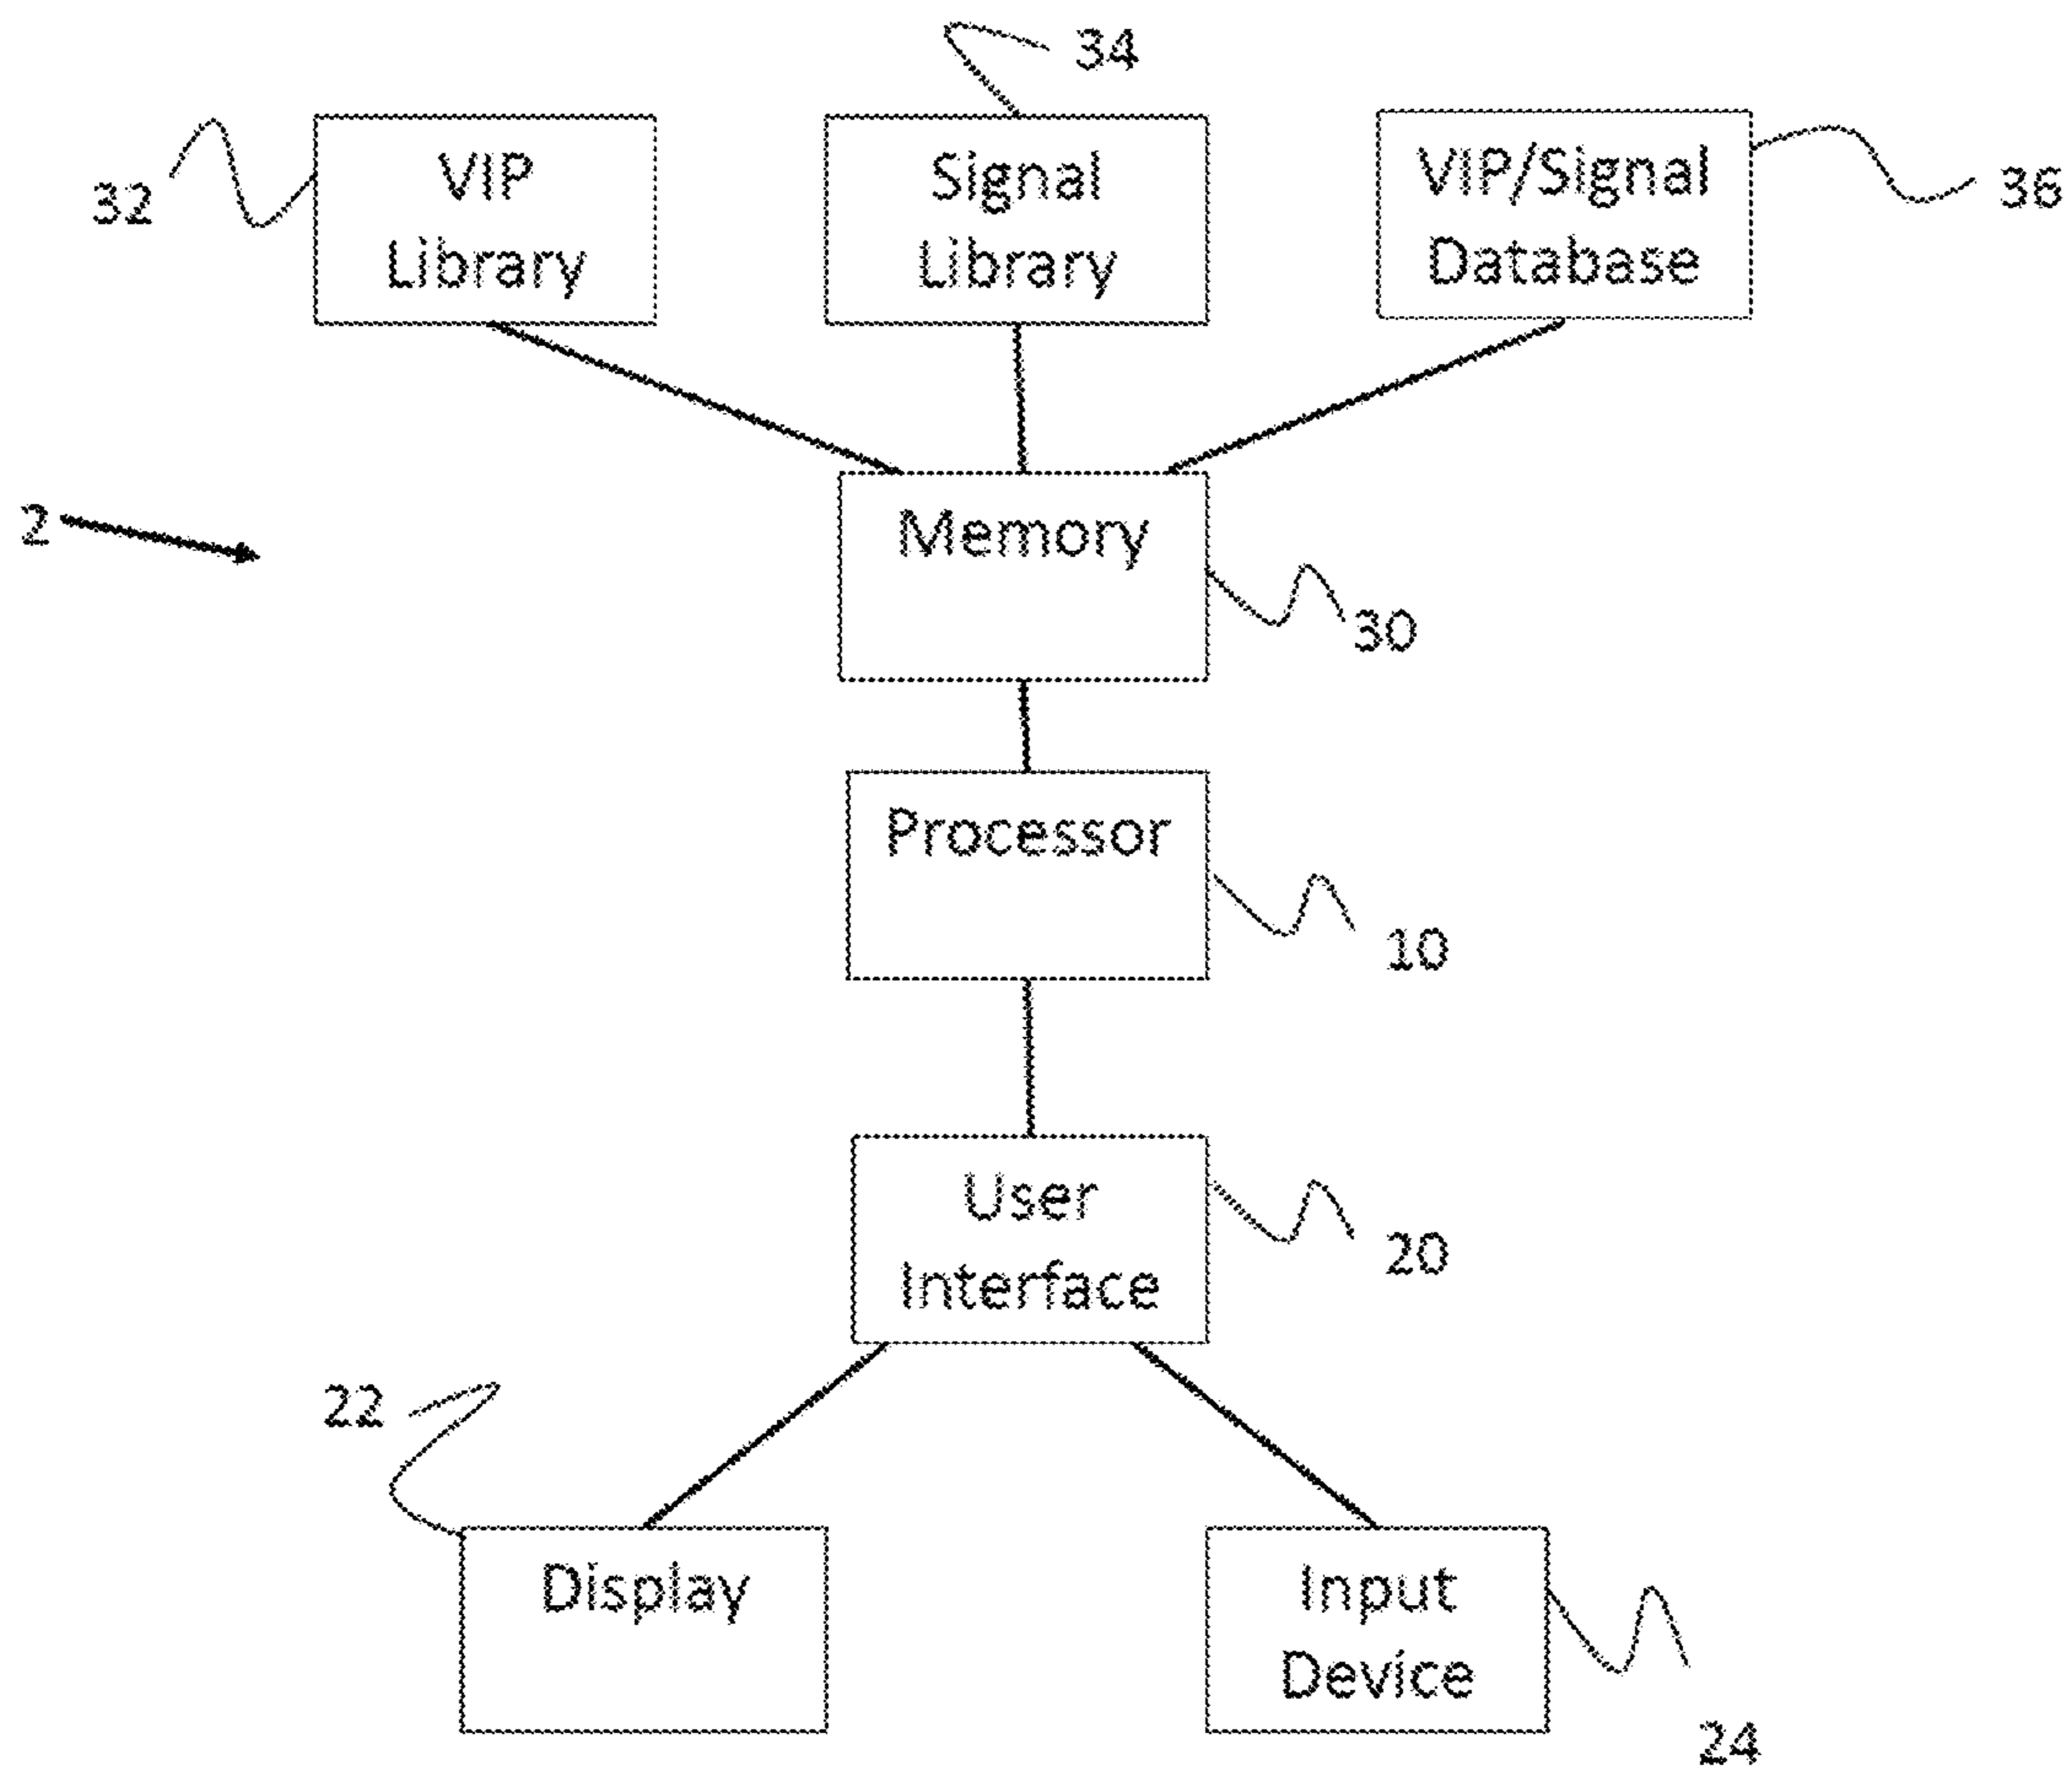 34
VIP
Library
Signal
Library
VIP/Signal
Database
32
36
2
Memory
30
Processor
10
User
Interface
20
22
Display
Input
Device
24